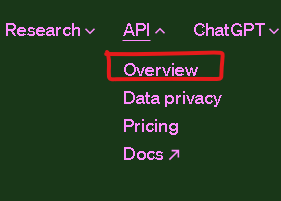 Research API ChatGPT
Overview
Data privacy
Pricing
Docs ↗